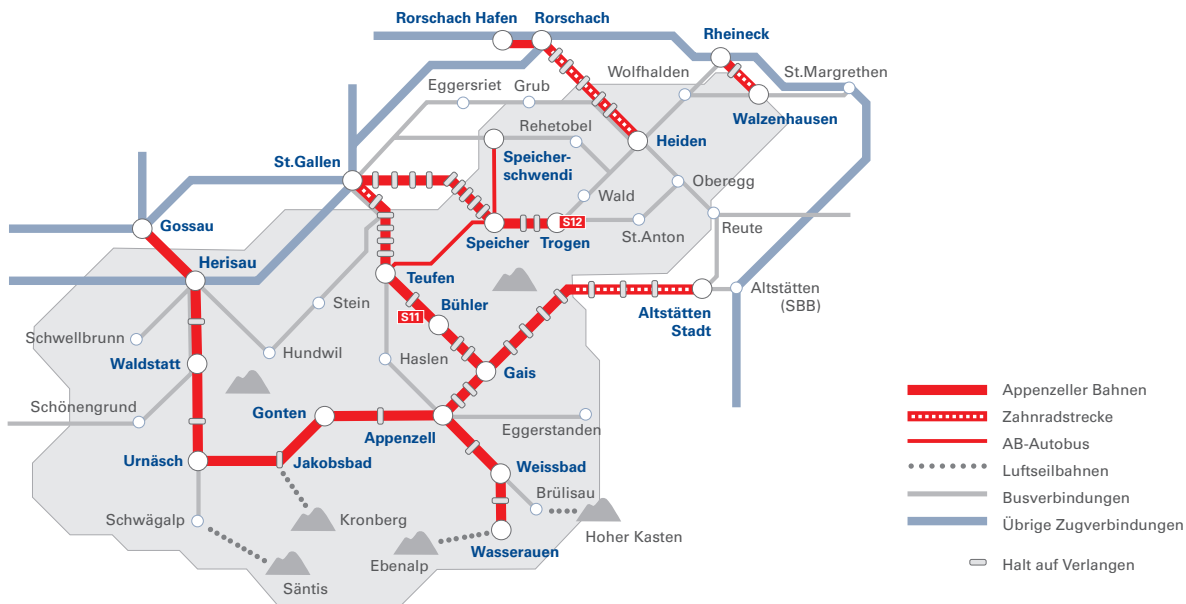 Rorschach Hafen
Rorschach
Rheineck
Wolfhalden
St.Margrethen
Eggersriet
Grub
Walzenhausen
Rehetobel
Heiden
St.Gallen
Speicher-
schwendi
Oberegg
Wald
Gossau
Speicher
Trogen
S12
St.Anton
Reute
Herisau
Teufen
Altstätten
(SBB)
Stein
Bühler
S11
Altstätten
Stadt
Schwellbrunn
Hundwil
Haslen
Waldstatt
Gais
Schönengrund
Gonten
Appenzell
Eggerstanden
Urnäsch
Jakobsbad
Weissbad
Brülisau
Schwägalp
Kronberg
Hoher Kasten
Wasserauen
Ebenalp
Säntis
Appenzeller Bahnen
Zahnradstrecke
AB-Autobus
Luftseilbahnen
Busverbindungen
Übrige Zugverbindungen
Halt auf Verlangen